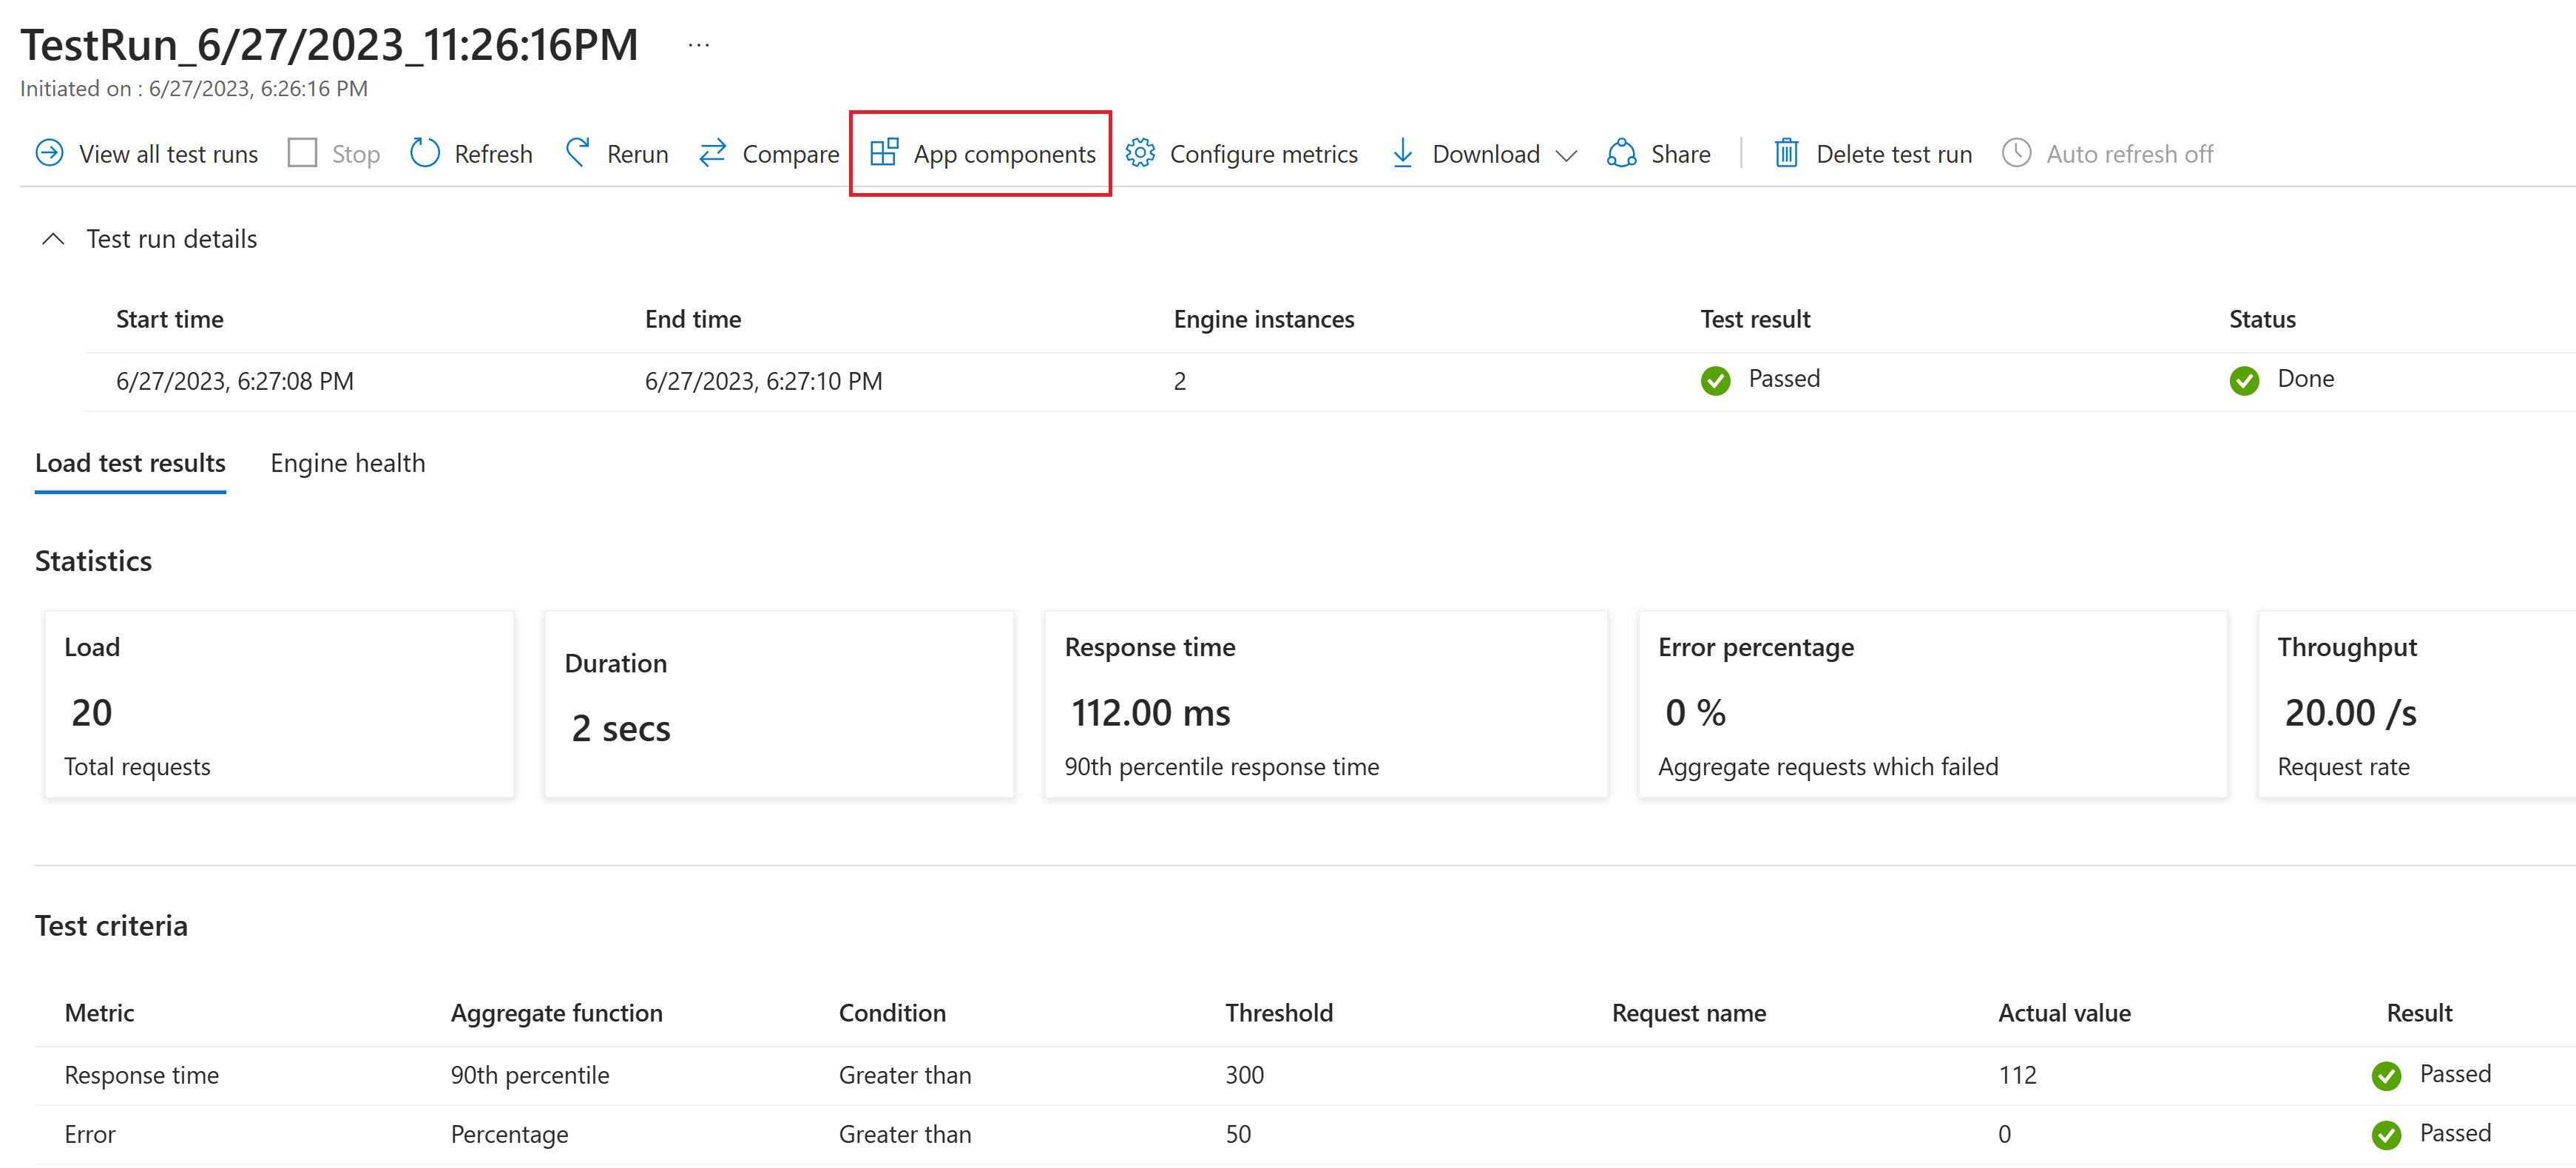 TestRun_6/27/2023_11:26:16PM ...
Initiated on : 6/27/2023, 6:26:16 PM
View all test runs Stop Refresh Rerun Compare App components Configure metrics Download Share Delete test run Auto refresh off
Test run details
Start time End time Engine instances Test result Status
6/27/2023, 6:27:08 PM 6/27/2023, 6:27:10 PM 2 Passed Done
Load test results Engine health
Statistics
Load
20
Total requests
Duration
2 secs
Response time
112.00 ms
90th percentile response time
Error percentage
0 %
Aggregate requests which failed
Throughput
20.00 /s
Request rate
Test criteria
Metric Aggregate function Condition Threshold Request name Actual value Result
Response time 90th percentile Greater than 300 112 Passed
Error Percentage Greater than 50 0 Passed